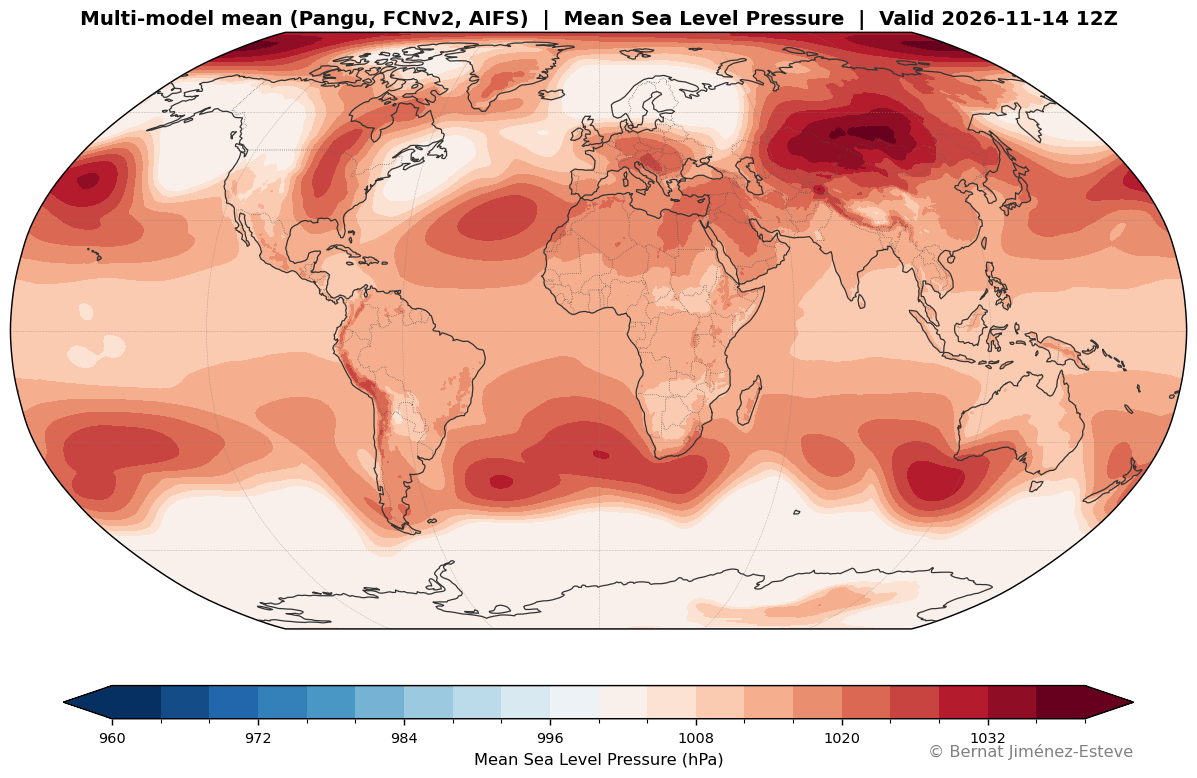 Multi-model mean (Pangu, FCNv2, AIFS)  |  Mean Sea Level Pressure  |  Valid 2026-11-14 12Z
960 972 984 996 1008 1020 1032
Mean Sea Level Pressure (hPa)
© Bernat Jiménez-Esteve